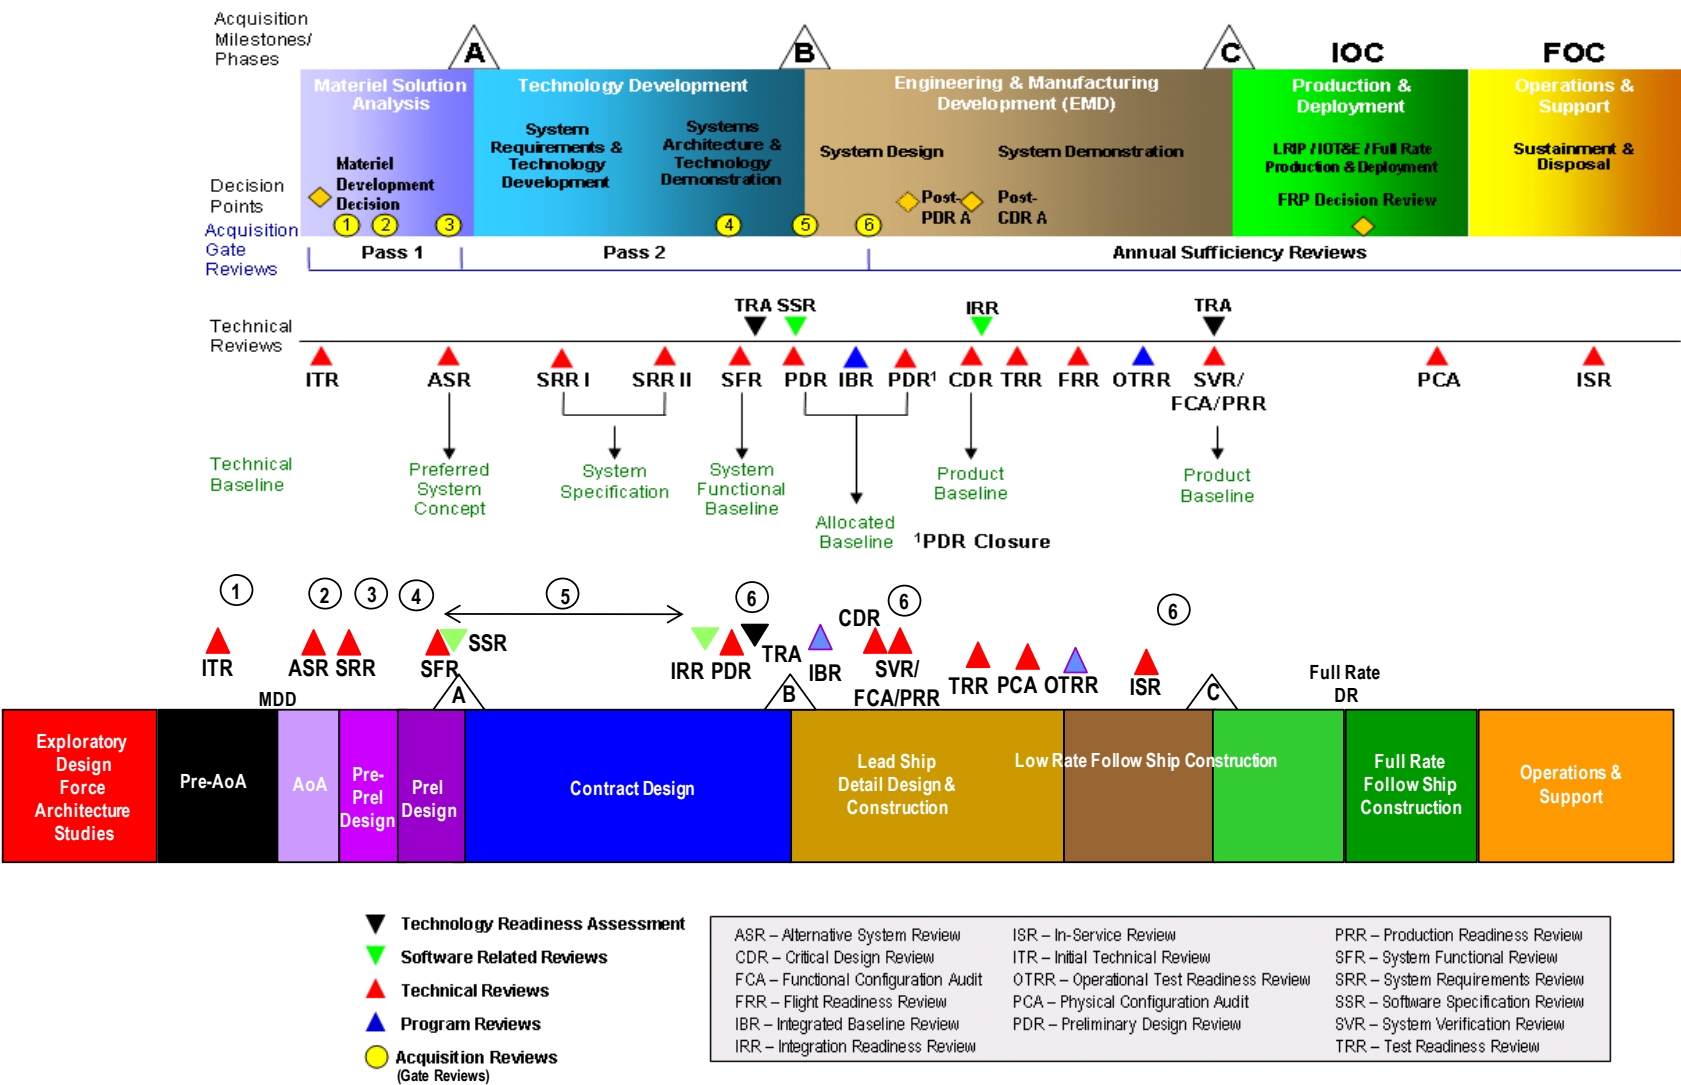 Acquisition
Milestones/
Phases
A
B
C
IOC
FOC
Materiel Solution
Analysis
Technology Development
Engineering & Manufacturing
Development (EMD)
Production &
Deployment
Operations &
Support
System
Requirements &
Technology
Development
Systems
Architecture &
Technology
Demonstration
System Design
System Demonstration
LRIP / IOT&E / Full Rate
Production & Deployment
Sustainment &
Disposal
Decision
Points
Materiel
Development
Decision
Post-
PDR A
Post-
CDR A
FRP Decision Review
Acquisition
Gate
Reviews
1
2
3
4
5
6
Pass 1
Pass 2
Annual Sufficiency Reviews
Technical
Reviews
TRA
SSR
IRR
TRA
ITR
ASR
SRR I
SRR II
SFR
PDR
IBR
PDR¹
CDR
TRR
FRR
OTRR
SVR/
FCA/PRR
PCA
ISR
Technical
Baseline
Preferred
System
Concept
System
Specification
System
Functional
Baseline
Allocated
Baseline
Product
Baseline
Product
Baseline
¹PDR Closure
1
2
3
4
5
6
6
6
ITR
ASR
SRR
SFR
SSR
IRR
PDR
TRA
IBR
CDR
SVR/
FCA/PRR
TRR
PCA
OTRR
ISR
MDD
A
B
C
Full Rate
DR
Exploratory
Design
Force
Architecture
Studies
Pre-AoA
AoA
Pre-
Prel
Design
Prel
Design
Contract Design
Lead Ship
Detail Design &
Construction
Low Rate Follow Ship Construction
Full Rate
Follow Ship
Construction
Operations &
Support
Technology Readiness Assessment
Software Related Reviews
Technical Reviews
Program Reviews
Acquisition Reviews
(Gate Reviews)
ASR – Alternative System Review
CDR – Critical Design Review
FCA – Functional Configuration Audit
FRR – Flight Readiness Review
IBR – Integrated Baseline Review
IRR – Integration Readiness Review
ISR – In-Service Review
ITR – Initial Technical Review
OTRR – Operational Test Readiness Review
PCA – Physical Configuration Audit
PDR – Preliminary Design Review
PRR – Production Readiness Review
SFR – System Functional Review
SRR – System Requirements Review
SSR – Software Specification Review
SVR – System Verification Review
TRR – Test Readiness Review